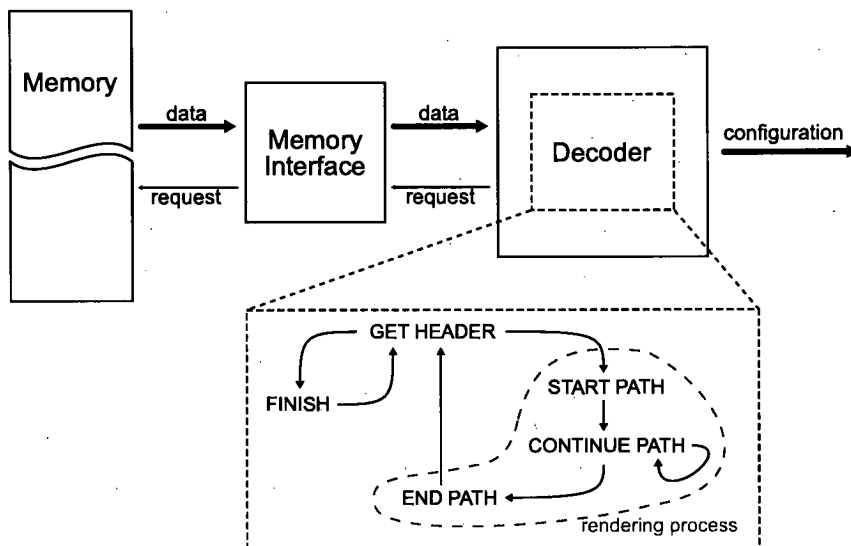 Memory
data
request
Memory
Interface
data
request
Decoder
configuration
GET HEADER
FINISH
START PATH
CONTINUE PATH
END PATH
rendering process